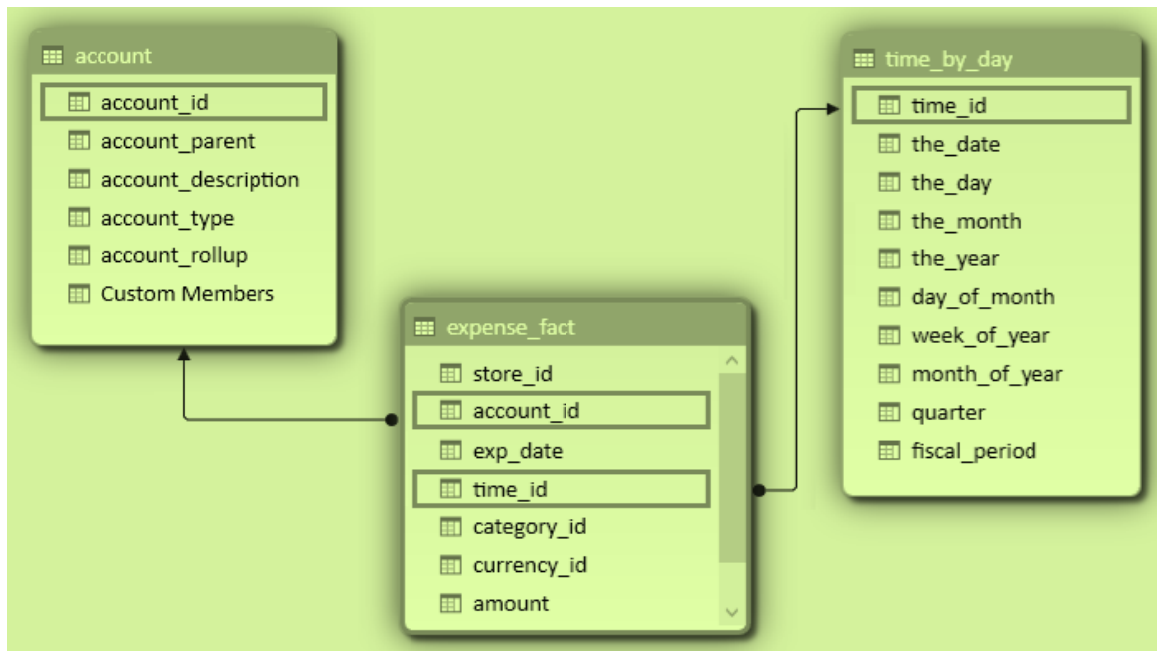 account
account_id
account_parent
account_description
account_type
account_rollup
Custom Members
expense_fact
store_id
account_id
exp_date
time_id
category_id
currency_id
amount
time_by_day
time_id
the_date
the_day
the_month
the_year
day_of_month
week_of_year
month_of_year
quarter
fiscal_period